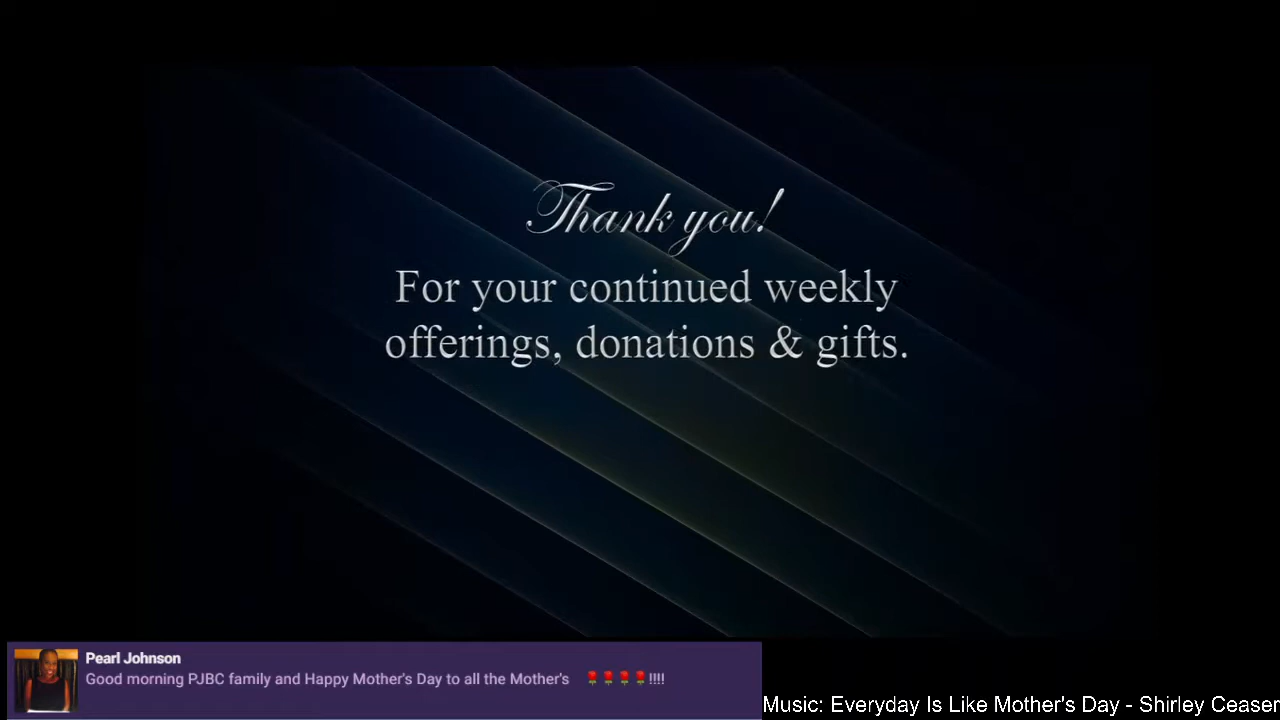 Thank you!
For your continued weekly
offerings, donations & gifts.
Pearl Johnson
Good morning PJBC family and Happy Mother's Day to all the Mother's 🌹🌹🌹🌹!!!!
Music: Everyday Is Like Mother's Day - Shirley Ceaser